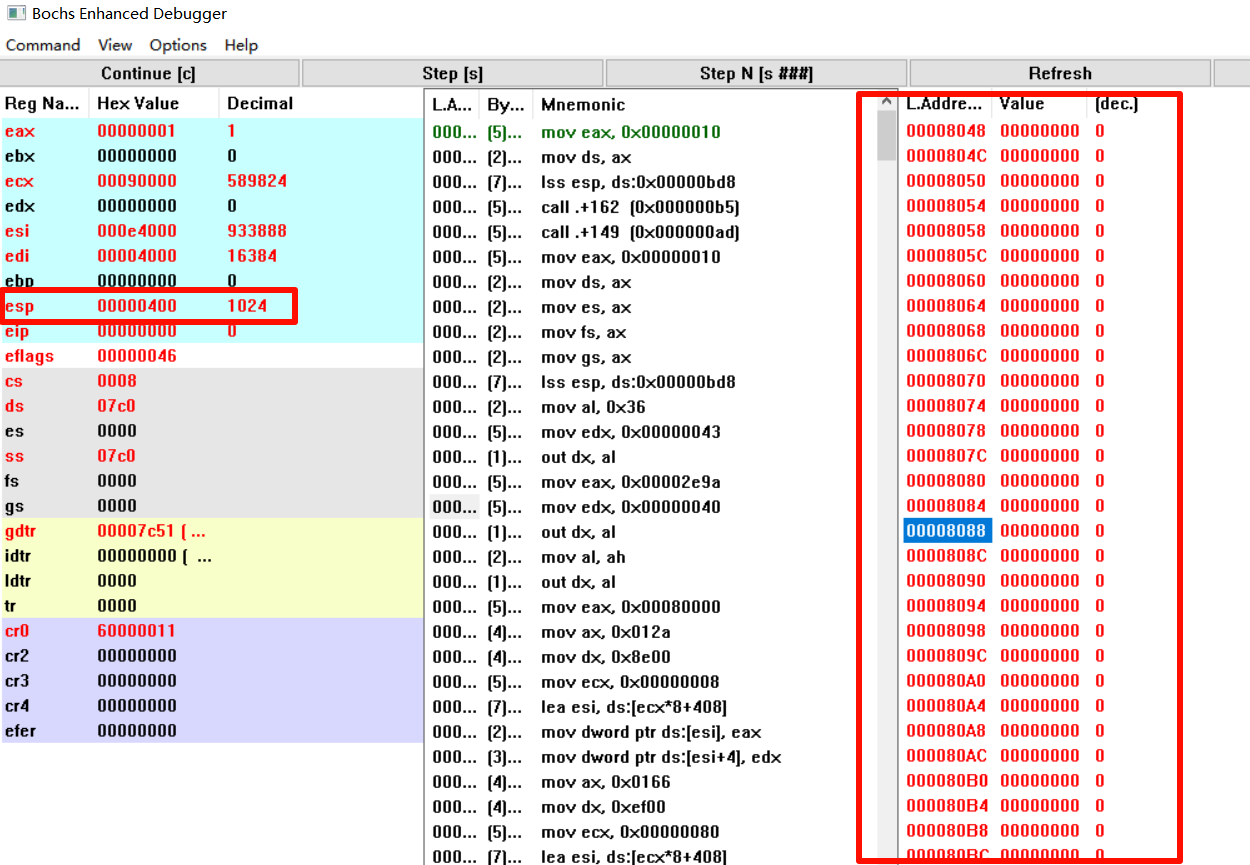 Bochs Enhanced Debugger
Command View Options Help
Continue [c] Step [s] Step N [s ###] Refresh
Reg Na... Hex Value Decimal
eax 00000001 1
ebx 00000000 0
ecx 00090000 589824
edx 00000000 0
esi 000e4000 933888
edi 00004000 16384
ebp 00000000 0
esp 00000400 1024
eip 00000000 0
eflags 00000046
cs 0008
ds 07c0
es 0000
ss 07c0
fs 0000
gs 0000
gdtr 00007c51 ( ...
idtr 00000000 ( ...
ldtr 0000
tr 0000
cr0 60000011
cr2 00000000
cr3 00000000
cr4 00000000
efer 00000000
L.A... By... Mnemonic
000... (5)... mov eax, 0x00000010
000... (2)... mov ds, ax
000... (7)... lss esp, ds:0x00000bd8
000... (5)... call .+162 (0x000000b5)
000... (5)... call .+149 (0x000000ad)
000... (5)... mov eax, 0x00000010
000... (2)... mov ds, ax
000... (2)... mov es, ax
000... (2)... mov fs, ax
000... (2)... mov gs, ax
000... (7)... lss esp, ds:0x00000bd8
000... (2)... mov al, 0x36
000... (5)... mov edx, 0x00000043
000... (1)... out dx, al
000... (5)... mov eax, 0x00002e9a
000... (5)... mov edx, 0x00000040
000... (1)... out dx, al
000... (2)... mov al, ah
000... (1)... out dx, al
000... (5)... mov eax, 0x00080000
000... (4)... mov ax, 0x012a
000... (4)... mov dx, 0x8e00
000... (5)... mov ecx, 0x00000008
000... (7)... lea esi, ds:[ecx*8+408]
000... (2)... mov dword ptr ds:[esi], eax
000... (3)... mov dword ptr ds:[esi+4], edx
000... (4)... mov ax, 0x0166
000... (4)... mov dx, 0xef00
000... (5)... mov ecx, 0x00000080
000... (7)... lea esi, ds:[ecx*8+408]
L.Addre... Value (dec.)
00008048 00000000 0
0000804C 00000000 0
00008050 00000000 0
00008054 00000000 0
00008058 00000000 0
0000805C 00000000 0
00008060 00000000 0
00008064 00000000 0
00008068 00000000 0
0000806C 00000000 0
00008070 00000000 0
00008074 00000000 0
00008078 00000000 0
0000807C 00000000 0
00008080 00000000 0
00008084 00000000 0
00008088 00000000 0
0000808C 00000000 0
00008090 00000000 0
00008094 00000000 0
00008098 00000000 0
0000809C 00000000 0
000080A0 00000000 0
000080A4 00000000 0
000080A8 00000000 0
000080AC 00000000 0
000080B0 00000000 0
000080B4 00000000 0
000080B8 00000000 0
000080BC 00000000 0